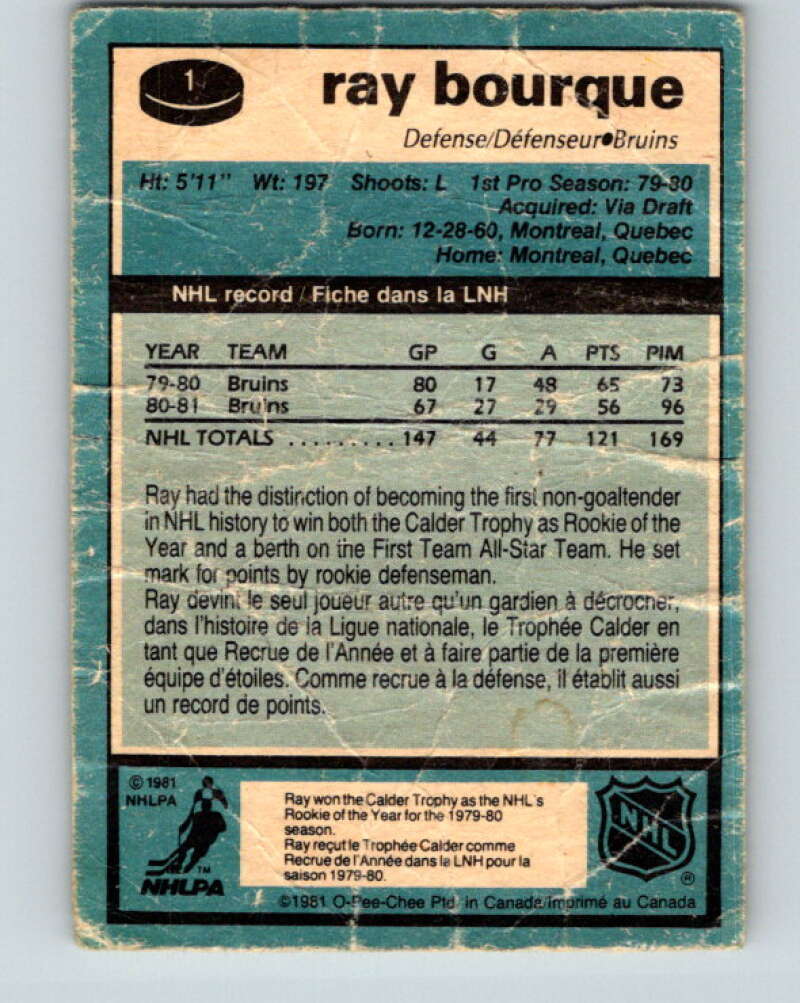 1
ray bourque
Defense/Défenseur•Bruins
Ht: 5'11" Wt: 197 Shoots: L 1st Pro Season: 79-80
Acquired: Via Draft
Born: 12-28-60, Montreal, Quebec
Home: Montreal, Quebec
NHL record / Fiche dans la LNH
YEAR TEAM GP G A PTS PIM
79-80 Bruins 80 17 48 65 73
80-81 Bruins 67 27 29 56 96
NHL TOTALS .......... 147 44 77 121 169
Ray had the distinction of becoming the first non-goaltender
in NHL history to win both the Calder Trophy as Rookie of the
Year and a berth on the First Team All-Star Team. He set
mark for points by rookie defenseman.
Ray devint le seul joueur autre qu'un gardien à décrocher,
dans l'histoire de la Ligue nationale, le Trophée Calder en
tant que Recrue de l'Année et à faire partie de la première
équipe d'étoiles. Comme recrue à la défense, il établit aussi
un record de points.
© 1981
NHLPA
TM
NHLPA
Ray won the Calder Trophy as the NHL's
Rookie of the Year for the 1979-80
season.
Ray reçut le Trophée Calder comme
Recrue de l'Année dans la LNH pour la
saison 1979-80.
NHL
®
©1981 O-Pee-Chee Ptd. in Canada/Imprimé au Canada